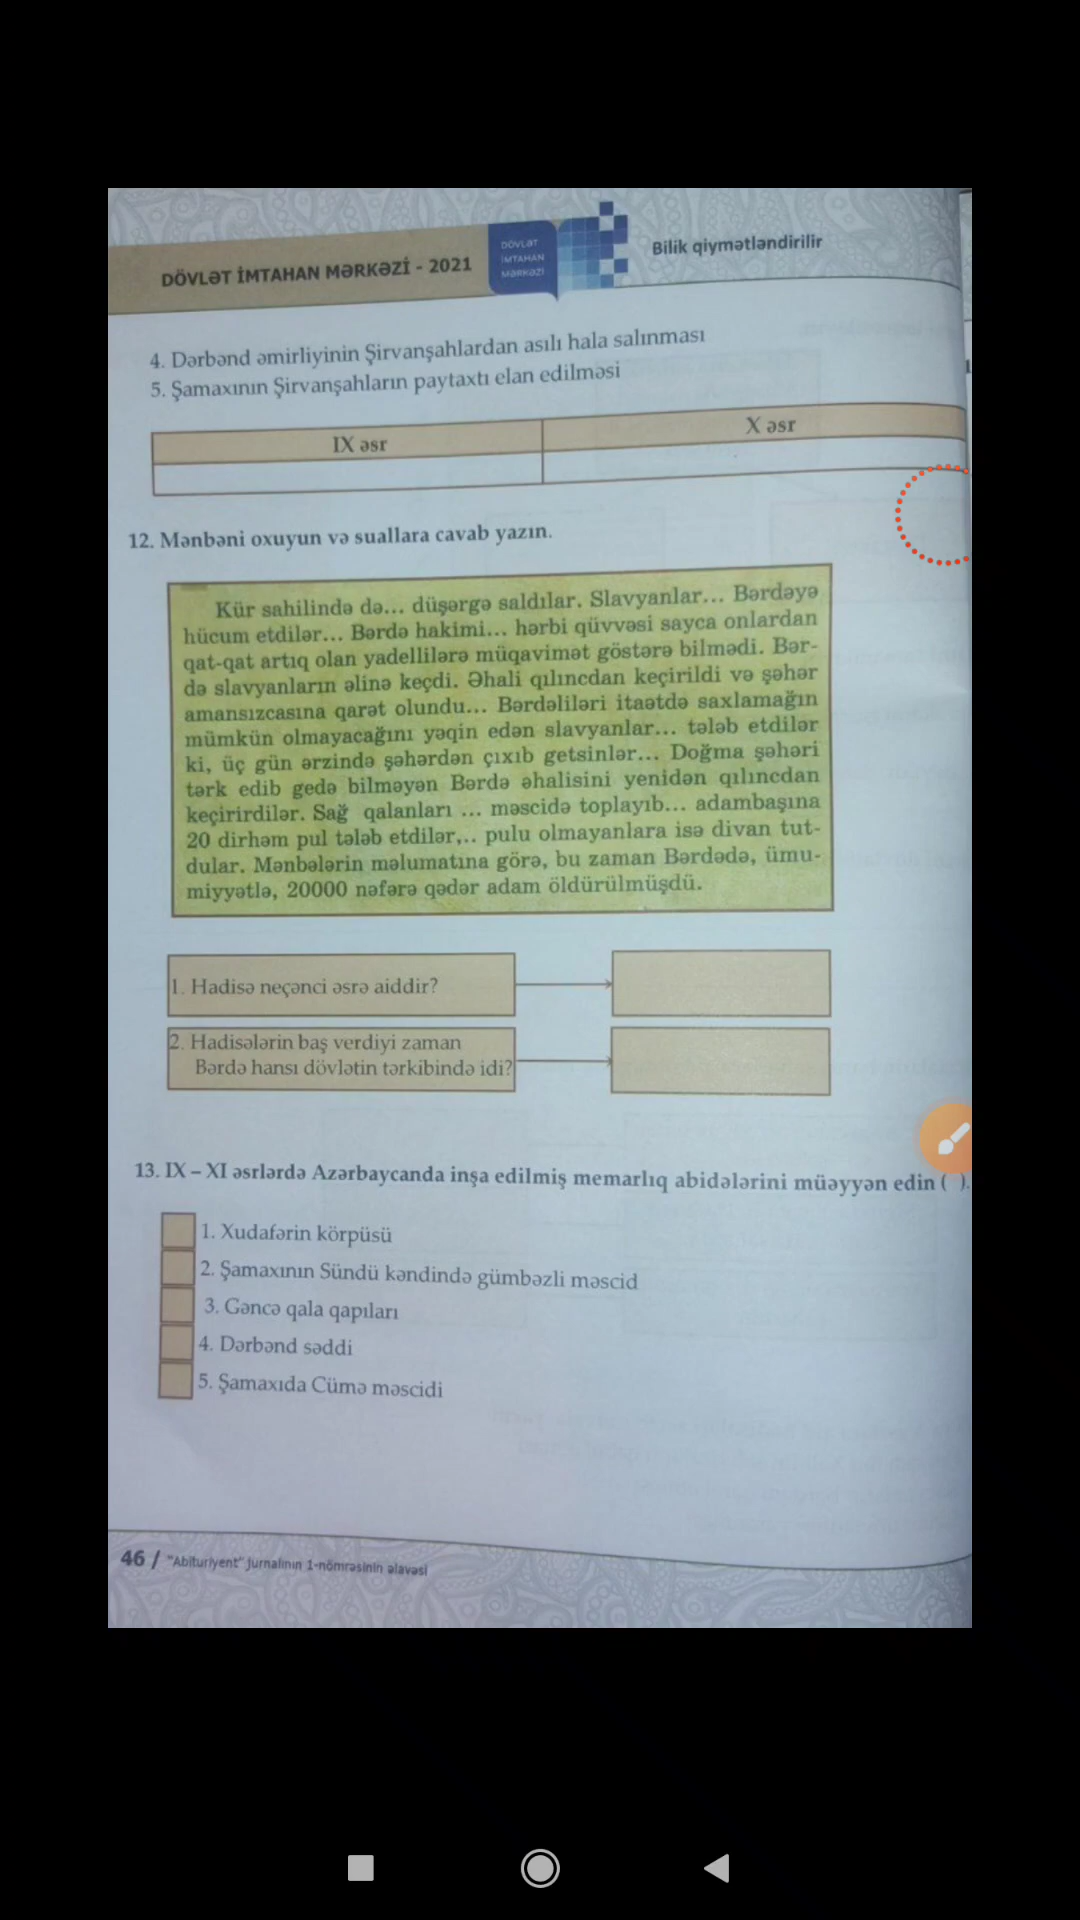 DÖVLƏT İMTAHAN MƏRKƏZİ - 2021
DÖVLƏT
İMTAHAN
MƏRKƏZİ
Bilik qiymətləndirilir
4. Dərbənd əmirliyinin Şirvanşahlardan asılı hala salınması
5. Şamaxının Şirvanşahların paytaxtı elan edilməsi
IX əsr
X əsr
12. Mənbəni oxuyun və suallara cavab yazın.
Kür sahilində də... düşərgə saldılar. Slavyanlar... Bərdəyə
hücum etdilər... Bərdə hakimi... hərbi qüvvəsi sayca onlardan
qat-qat artıq olan yadellilərə müqavimət göstərə bilmədi. Bər-
də slavyanların əlinə keçdi. Əhali qılıncdan keçirildi və şəhər
amansızcasına qarət olundu... Bərdəliləri itaətdə saxlamağın
mümkün olmayacağını yəqin edən slavyanlar... tələb etdilər
ki, üç gün ərzində şəhərdən çıxıb getsinlər... Doğma şəhəri
tərk edib gedə bilməyən Bərdə əhalisini yenidən qılıncdan
keçirirdilər. Sağ qalanları ... məscidə toplayıb... adambaşına
20 dirhəm pul tələb etdilər... pulu olmayanlara isə divan tut-
dular. Mənbələrin məlumatına görə, bu zaman Bərdədə, ümu-
miyyətlə, 20000 nəfərə qədər adam öldürülmüşdü.
1. Hadisə neçənci əsrə aiddir?
2. Hadisələrin baş verdiyi zaman
Bərdə hansı dövlətin tərkibində idi?
13. IX – XI əsrlərdə Azərbaycanda inşa edilmiş memarlıq abidələrini müəyyən edin ( ).
1. Xudafərin körpüsü
2. Şamaxının Sündü kəndində gümbəzli məscid
3. Gəncə qala qapıları
4. Dərbənd səddi
5. Şamaxıda Cümə məscidi
46 / "Abituriyent" jurnalının 1-nömrəsinin əlavəsi